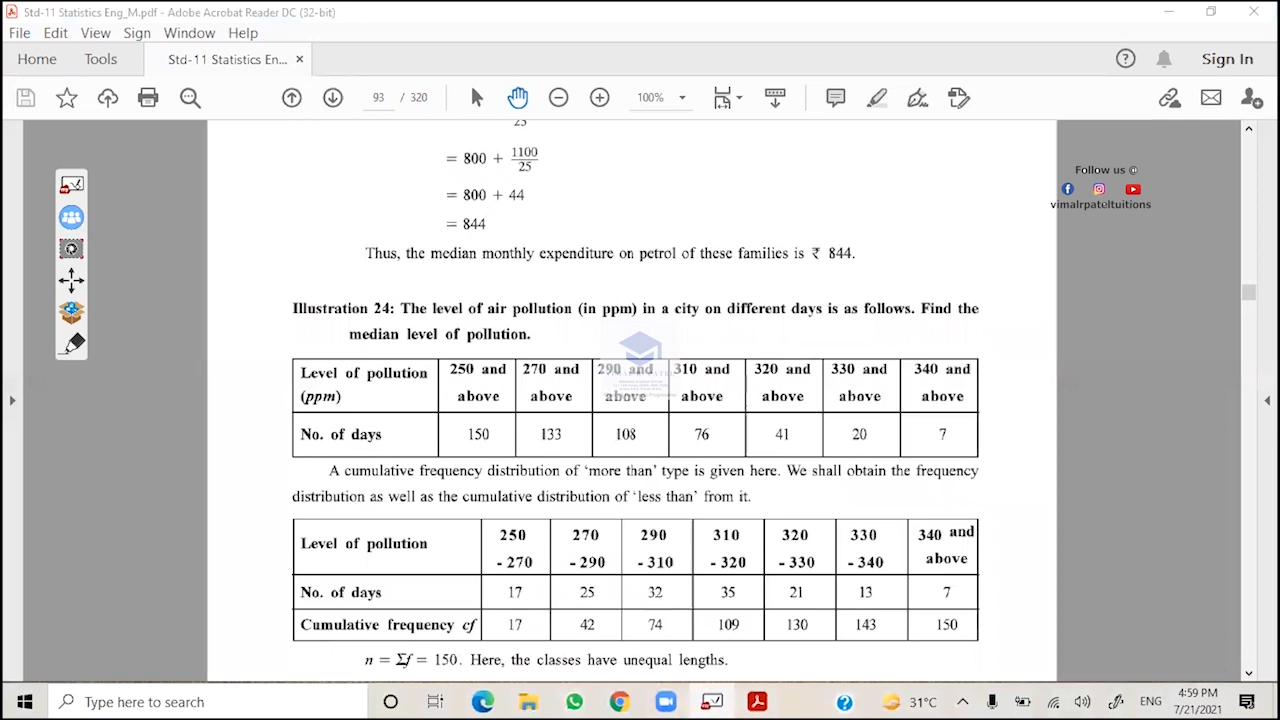 Std-11 Statistics Eng_M.pdf - Adobe Acrobat Reader DC (32-bit)
File Edit View Sign Window Help
Home Tools Std-11 Statistics En... × Sign In
93 / 320 100%
25
= 800 + 1100/25
= 800 + 44
= 844
Follow us @
vimalrpateltuitions
Thus, the median monthly expenditure on petrol of these families is ₹ 844.
Illustration 24: The level of air pollution (in ppm) in a city on different days is as follows. Find the
median level of pollution.
Level of pollution (ppm) 250 and above 270 and above 290 and above 310 and above 320 and above 330 and above 340 and above
No. of days 150 133 108 76 41 20 7
A cumulative frequency distribution of ‘more than’ type is given here. We shall obtain the frequency
distribution as well as the cumulative distribution of ‘less than’ from it.
Level of pollution 250 - 270 270 - 290 290 - 310 310 - 320 320 - 330 330 - 340 340 and above
No. of days 17 25 32 35 21 13 7
Cumulative frequency cf 17 42 74 109 130 143 150
n = Σf = 150. Here, the classes have unequal lengths.
Type here to search
31°C ENG 4:59 PM
7/21/2021